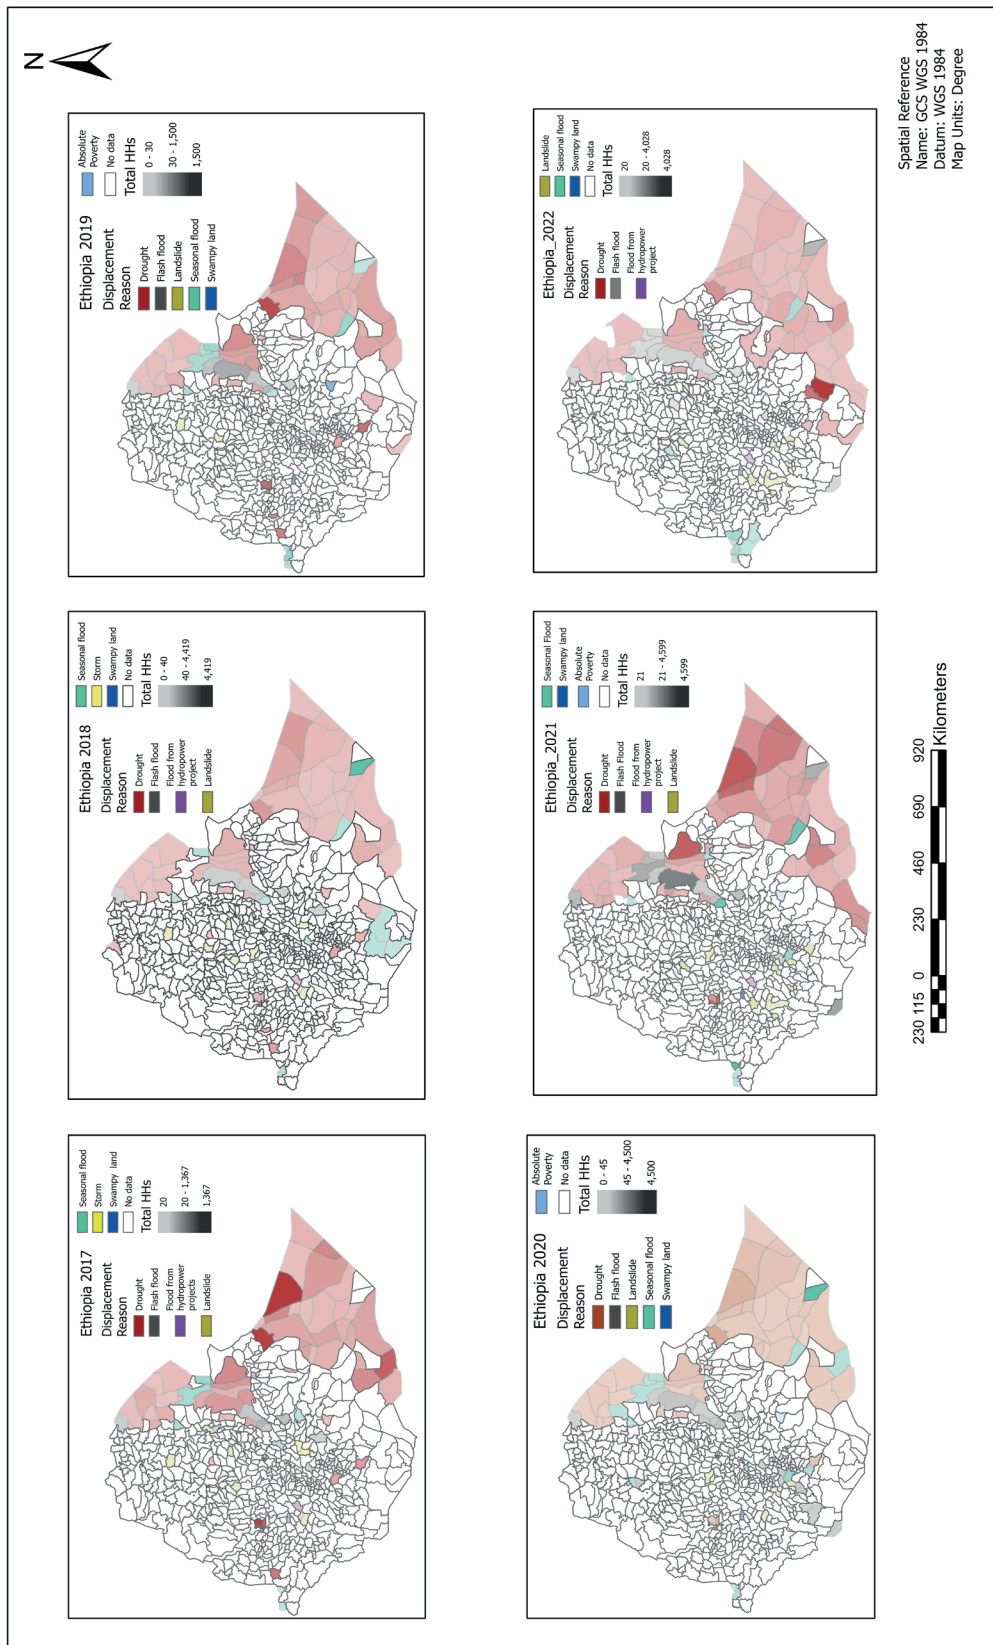 N
Ethiopia 2017
Displacement
Reason
Drought
Flash flood
Flood from
hydropower
projects
Landslide
Seasonal flood
Storm
Swampy land
No data
Total HHs
20
20 - 1,367
1,367
Ethiopia 2018
Displacement
Reason
Drought
Flash flood
Flood from
hydropower
project
Landslide
Seasonal flood
Storm
Swampy land
No data
Total HHs
0 - 40
40 - 4,419
4,419
Ethiopia 2019
Displacement
Reason
Drought
Flash flood
Landslide
Seasonal flood
Swampy land
Absolute
Poverty
No data
Total HHs
0 - 30
30 - 1,500
1,500
Ethiopia 2020
Displacement
Reason
Drought
Flash flood
Landslide
Seasonal flood
Swampy land
Absolute
Poverty
No data
Total HHs
0 - 45
45 - 4,500
4,500
Ethiopia_2021
Displacement
Reason
Drought
Flash Flood
Flood from
hydropower
project
Landslide
Seasonal Flood
Swampy land
Absolute
Poverty
No data
Total HHs
21
21 - 4,599
4,599
Ethiopia_2022
Displacement
Reason
Drought
Flash flood
Flood from
hydropower
project
Landslide
Seasonal flood
Swampy land
No data
Total HHs
20
20 - 4,028
4,028
230 115 0 230 460 690 920
Kilometers
Spatial Reference
Name: GCS WGS 1984
Datum: WGS 1984
Map Units: Degree